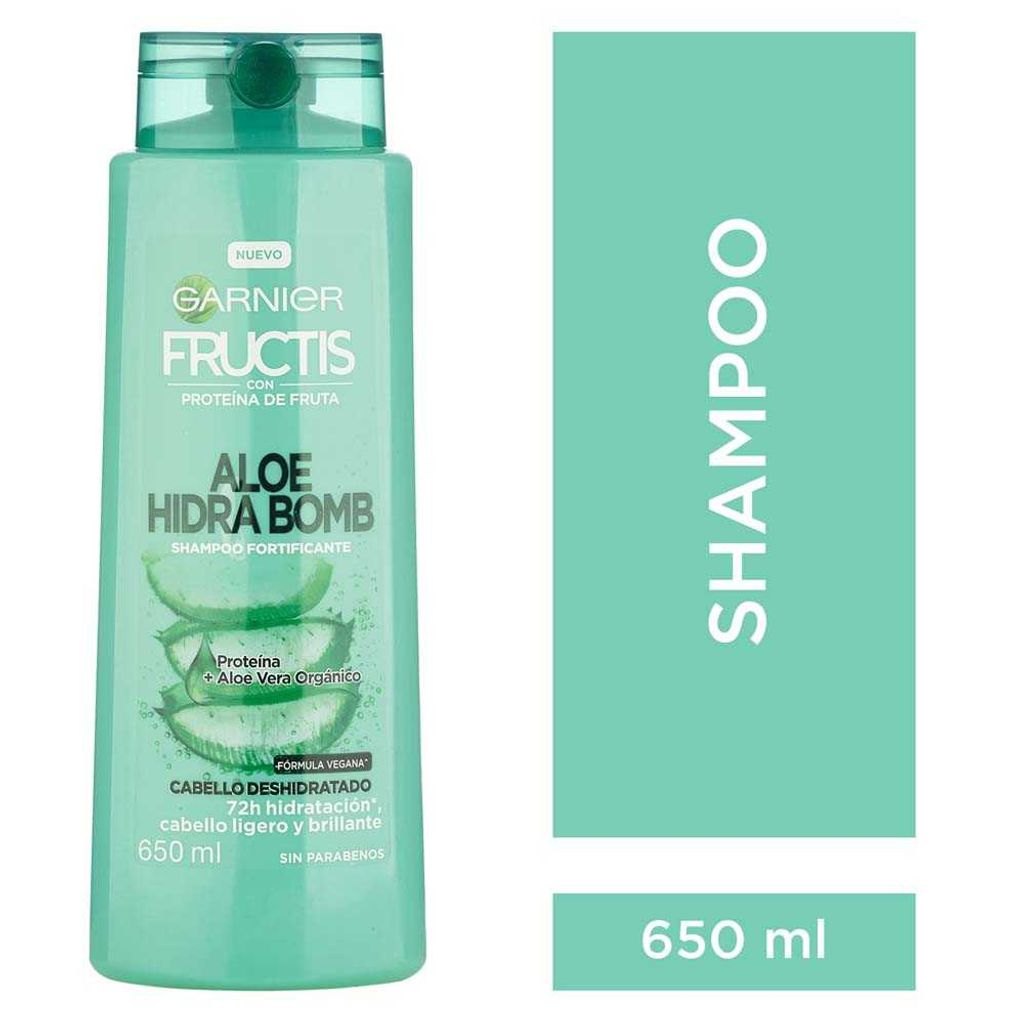 NUEVO
GARNIER
FRUCTIS
CON
PROTEÍNA DE FRUTA
ALOE
HIDRA BOMB
SHAMPOO FORTIFICANTE
Proteína
+ Aloe Vera Orgánico
•FÓRMULA VEGANA*
CABELLO DESHIDRATADO
72h hidratación*,
cabello ligero y brillante
650 ml
SIN PARABENOS
SHAMPOO
650 ml